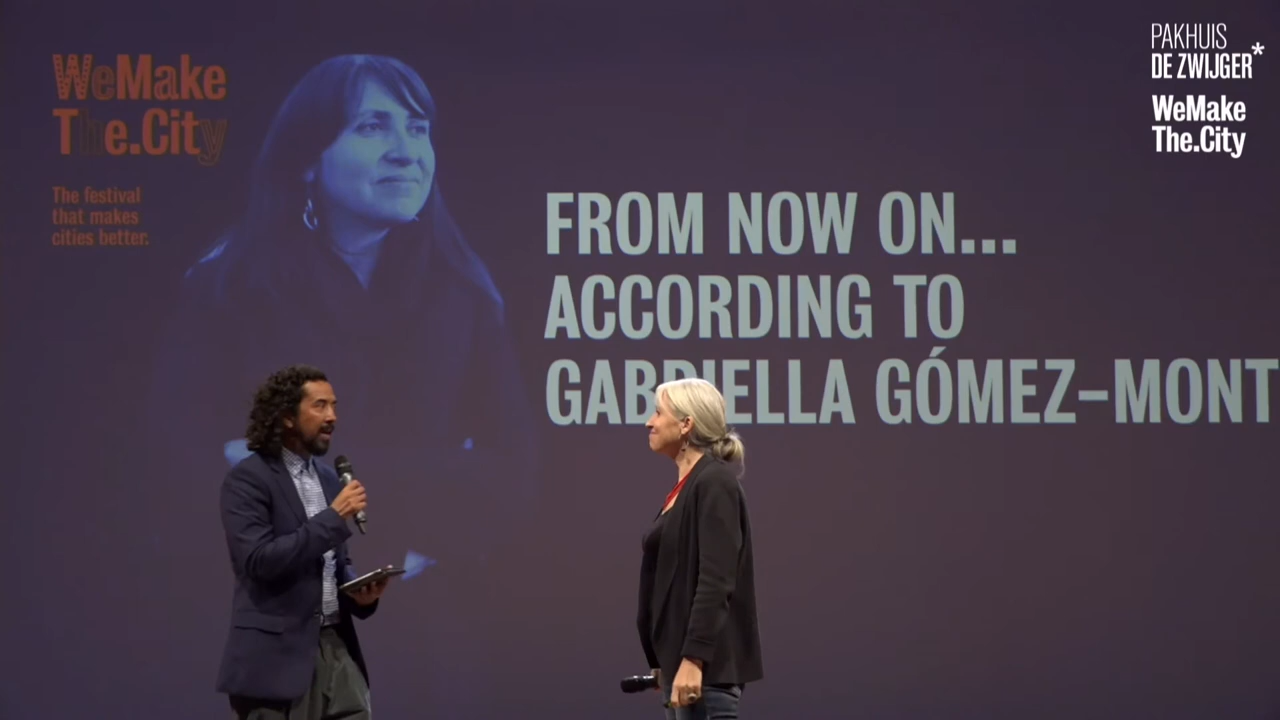 WeMake
The.City
The festival
that makes
cities better.
FROM NOW ON...
ACCORDING TO
GABRIELLA GÓMEZ-MONT
PAKHUIS
DE ZWIJGER*
WeMake
The.City